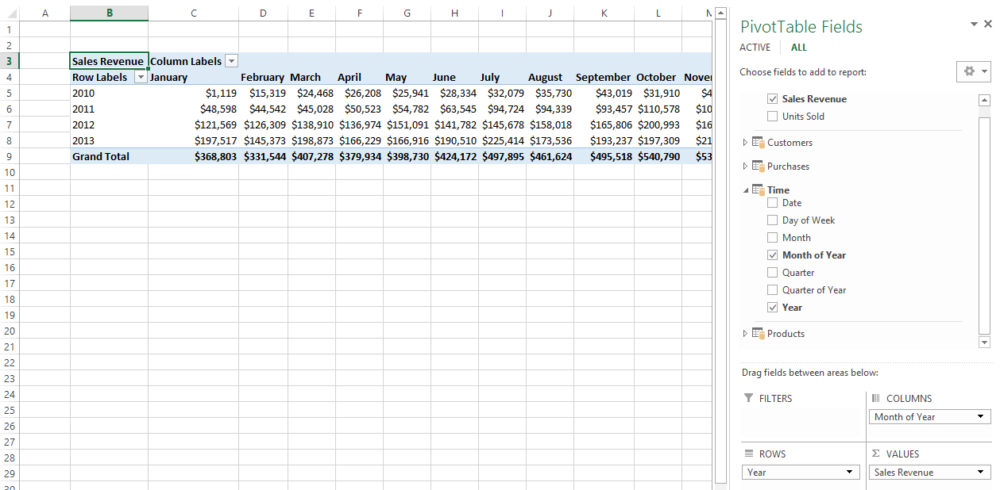 A B C D E F G H I J K L N
1
2
3 Sales Revenue Column Labels
4 Row Labels January February March April May June July August September October Nover
5 2010 $1,119 $15,319 $24,468 $26,208 $25,941 $28,334 $32,079 $35,730 $43,019 $31,910 $4
6 2011 $48,598 $44,542 $45,028 $50,523 $54,782 $63,545 $94,724 $94,339 $93,457 $110,578 $10
7 2012 $121,569 $126,309 $138,910 $136,974 $151,091 $141,782 $145,678 $158,018 $165,806 $200,993 $16
8 2013 $197,517 $145,373 $198,873 $166,229 $166,916 $190,510 $225,414 $173,536 $193,237 $197,309 $21
9 Grand Total $368,803 $331,544 $407,278 $379,934 $398,730 $424,172 $497,895 $461,624 $495,518 $540,790 $53
10
11
12
13
14
15
16
17
18
19
20
21
22
23
24
25
26
27
28
29
30
PivotTable Fields
ACTIVE ALL
Choose fields to add to report:
Sales Revenue
Units Sold
Customers
Purchases
Time
Date
Day of Week
Month
Month of Year
Quarter
Quarter of Year
Year
Products
Drag fields between areas below:
FILTERS COLUMNS
Month of Year
ROWS Σ VALUES
Year Sales Revenue